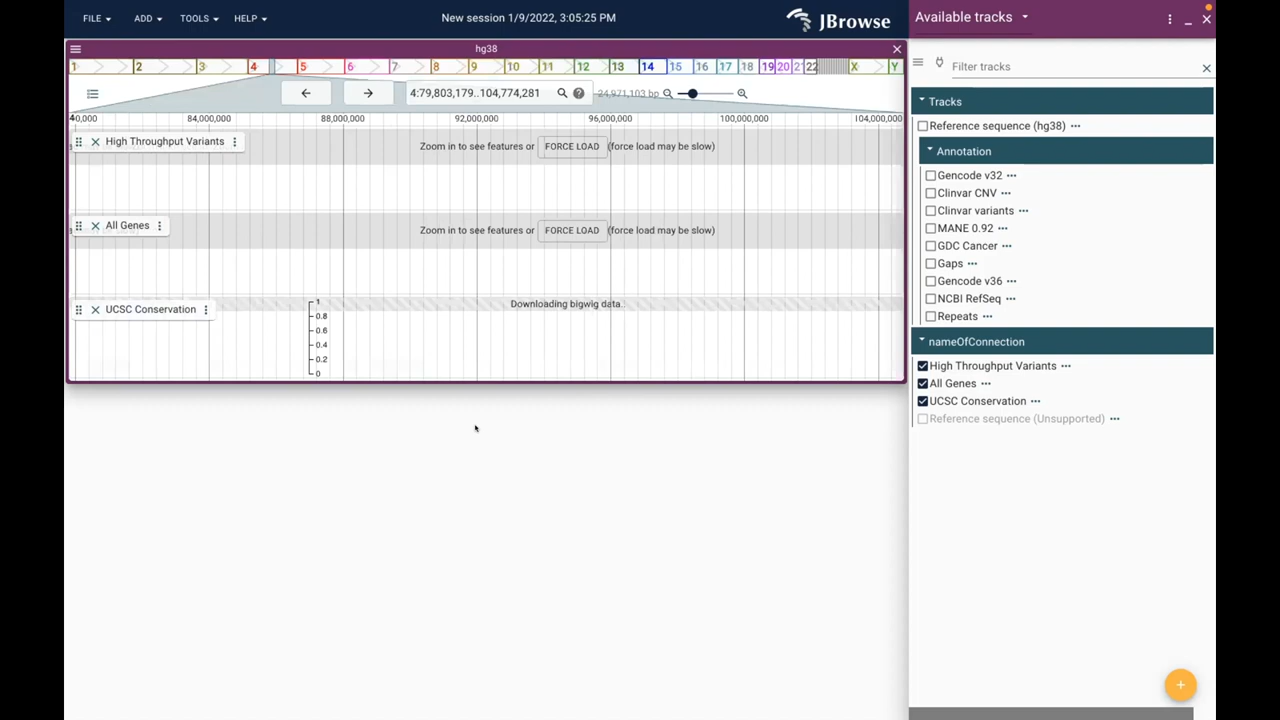 FILE ADD TOOLS HELP New session 1/9/2022, 3:05:25 PM JBrowse
Available tracks
hg38
1 2 3 4 5 6 7 8 9 10 11 12 13 14 15 16 17 18 19 20 21 22 X Y
Filter tracks
4:79,803,179..104,774,281 24,971,103 bp
Tracks
40,000 84,000,000 88,000,000 92,000,000 96,000,000 100,000,000 104,000,000
Reference sequence (hg38)
High Throughput Variants Zoom in to see features or FORCE LOAD (force load may be slow)
Annotation
Gencode v32
Clinvar CNV
Clinvar variants
All Genes Zoom in to see features or FORCE LOAD (force load may be slow)
MANE 0.92
GDC Cancer
Gaps
Gencode v36
NCBI RefSeq
UCSC Conservation Downloading bigwig data.
1
0.8
0.6
0.4
0.2
0
Repeats
nameOfConnection
High Throughput Variants
All Genes
UCSC Conservation
Reference sequence (Unsupported)